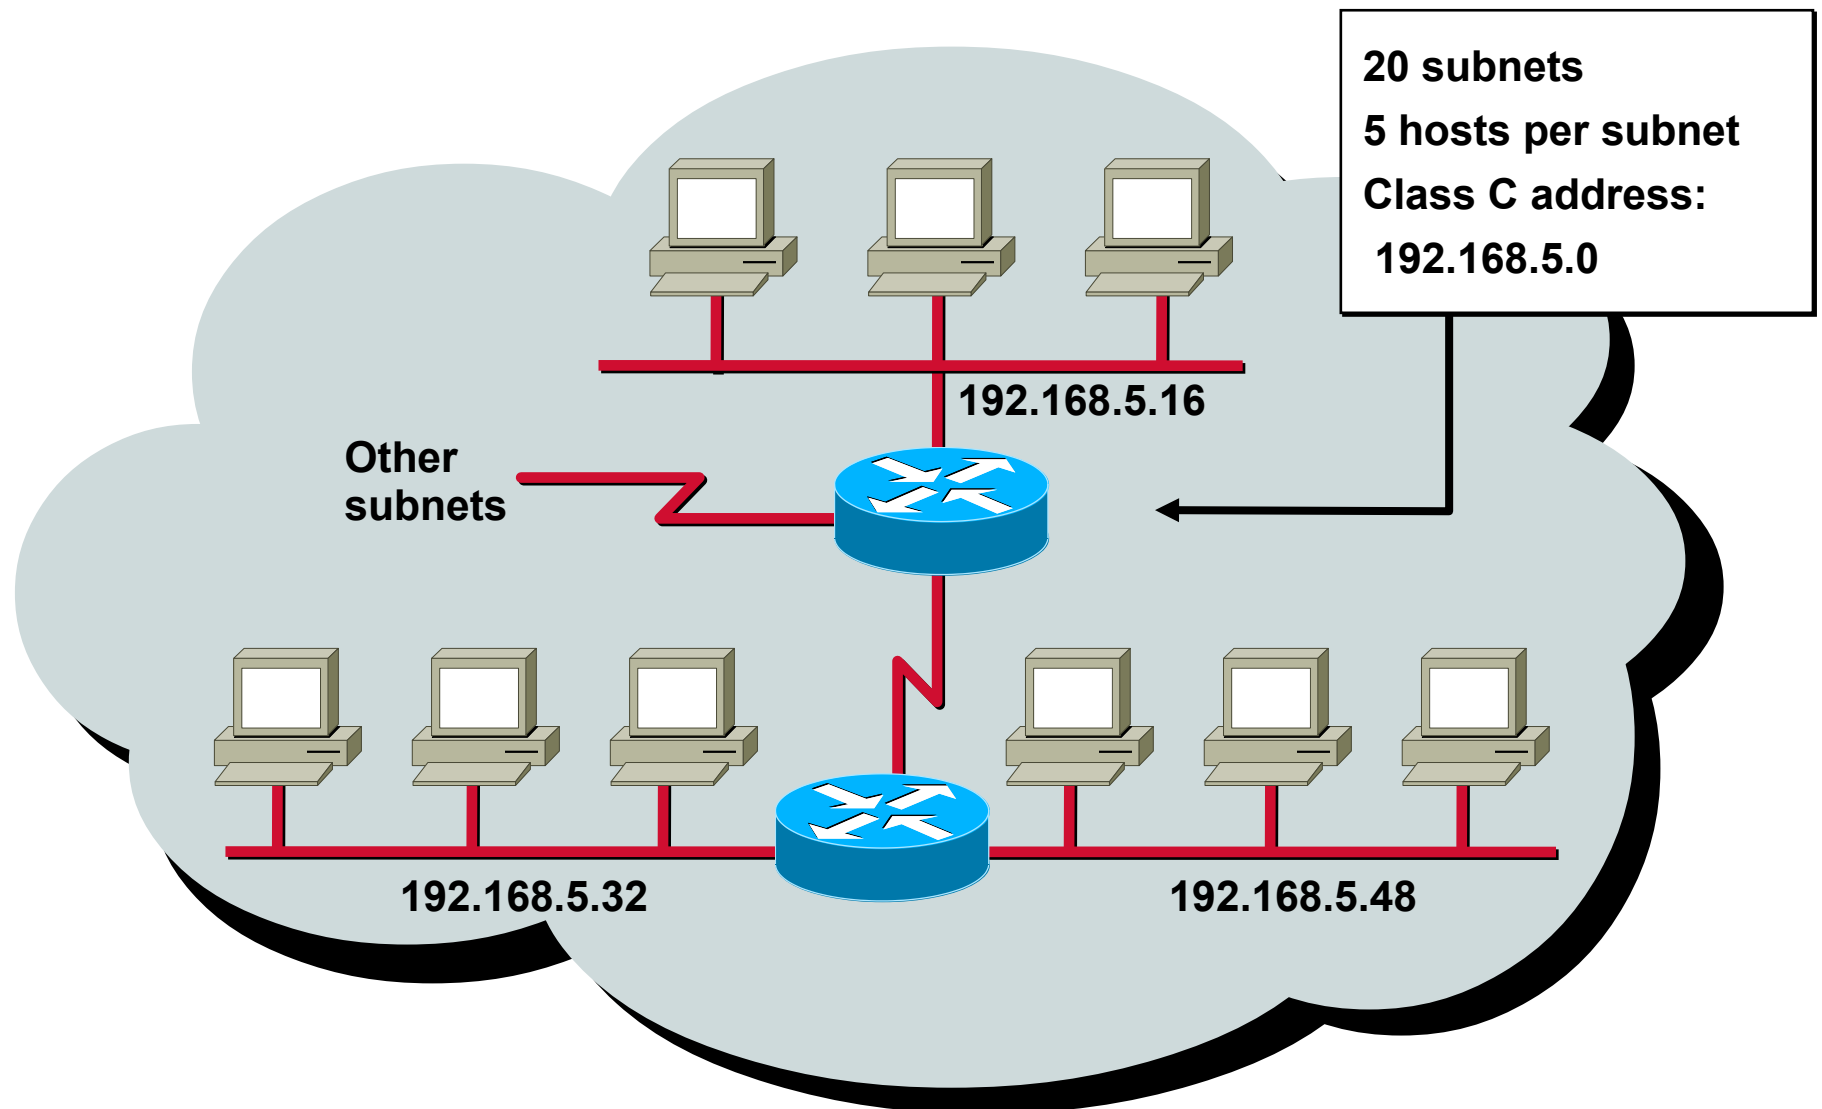 20 subnets
5 hosts per subnet
Class C address:
192.168.5.0
192.168.5.16
Other
subnets
192.168.5.32
192.168.5.48